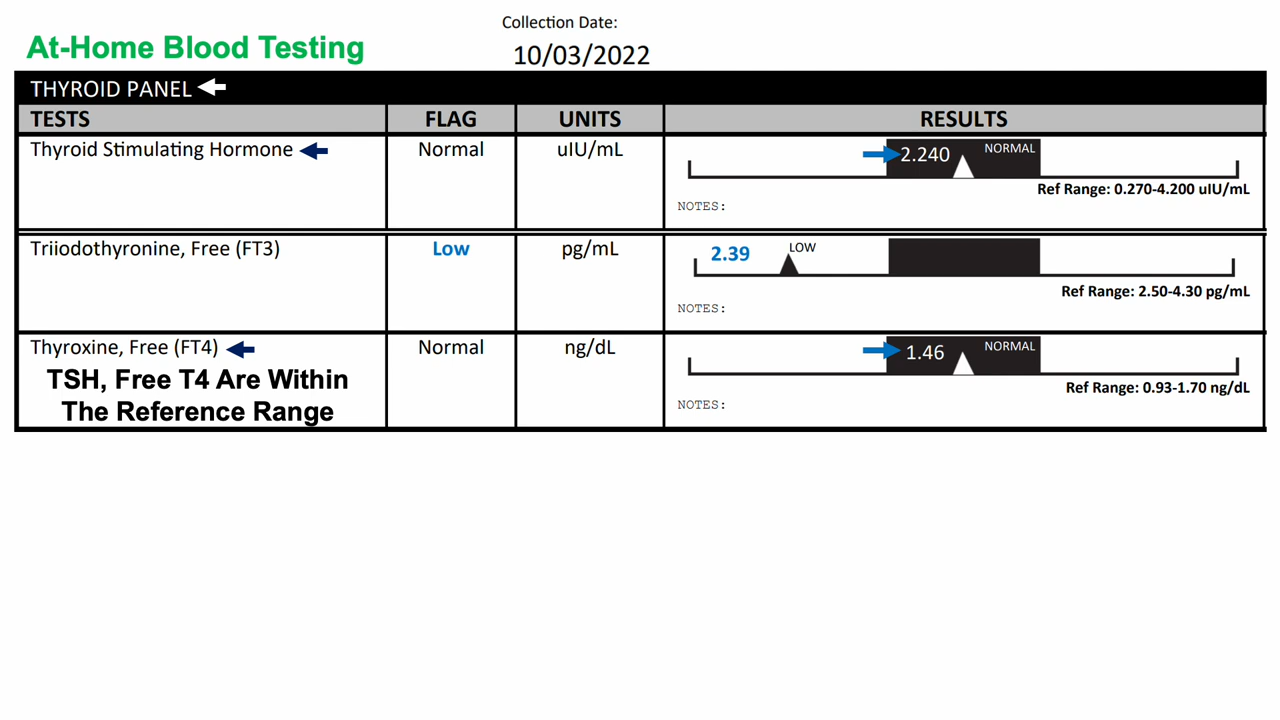 Collection Date:
At-Home Blood Testing
10/03/2022
THYROID PANEL
TESTS FLAG UNITS RESULTS
Thyroid Stimulating Hormone Normal uIU/mL 2.240 NORMAL
Ref Range: 0.270-4.200 uIU/mL
NOTES:
Triiodothyronine, Free (FT3) Low pg/mL 2.39 LOW
Ref Range: 2.50-4.30 pg/mL
NOTES:
Thyroxine, Free (FT4) Normal ng/dL 1.46 NORMAL
TSH, Free T4 Are Within
The Reference Range
Ref Range: 0.93-1.70 ng/dL
NOTES: